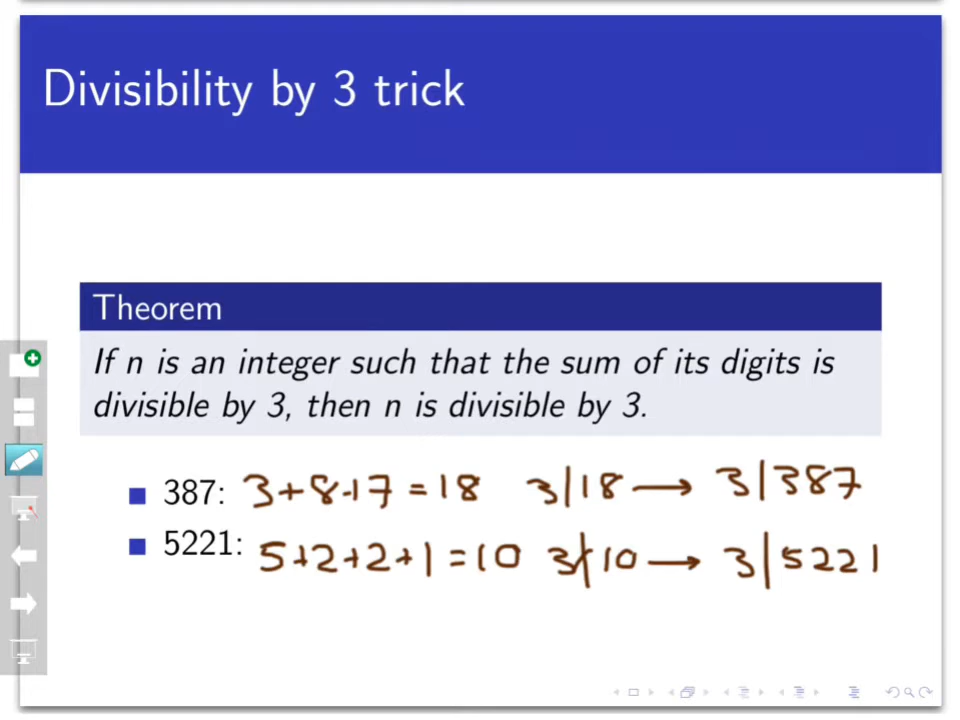 Divisibility by 3 trick
Theorem
If n is an integer such that the sum of its digits is
divisible by 3, then n is divisible by 3.
387: 3+8+7=18 3|18 → 3|387
5221: 5+2+2+1=10 3∤10 → 3|5221